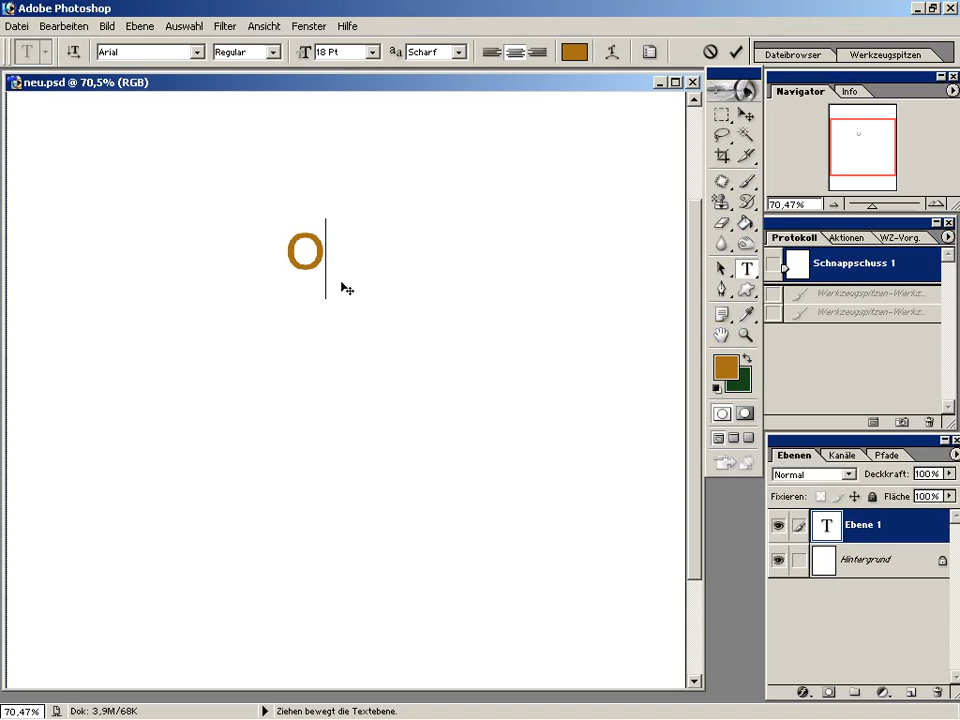 Adobe Photoshop
Datei Bearbeiten Bild Ebene Auswahl Filter Ansicht Fenster Hilfe
T T Arial Regular T 18 Pt aa Scharf Dateibrowser Werkzeugspitzen
neu.psd @ 70,5% (RGB)
Navigator Info
O
70,47%
Protokoll Aktionen WZ-Vorg.
Schnappschuss 1
Werkzeugspitzen-Werkz...
Werkzeugspitzen-Werkz...
T
Ebenen Kanäle Pfade
Normal Deckkraft: 100%
Fixieren: Fläche 100%
T Ebene 1
Hintergrund
70,47% Dok: 3,9M/68K Ziehen bewegt die Textebene.